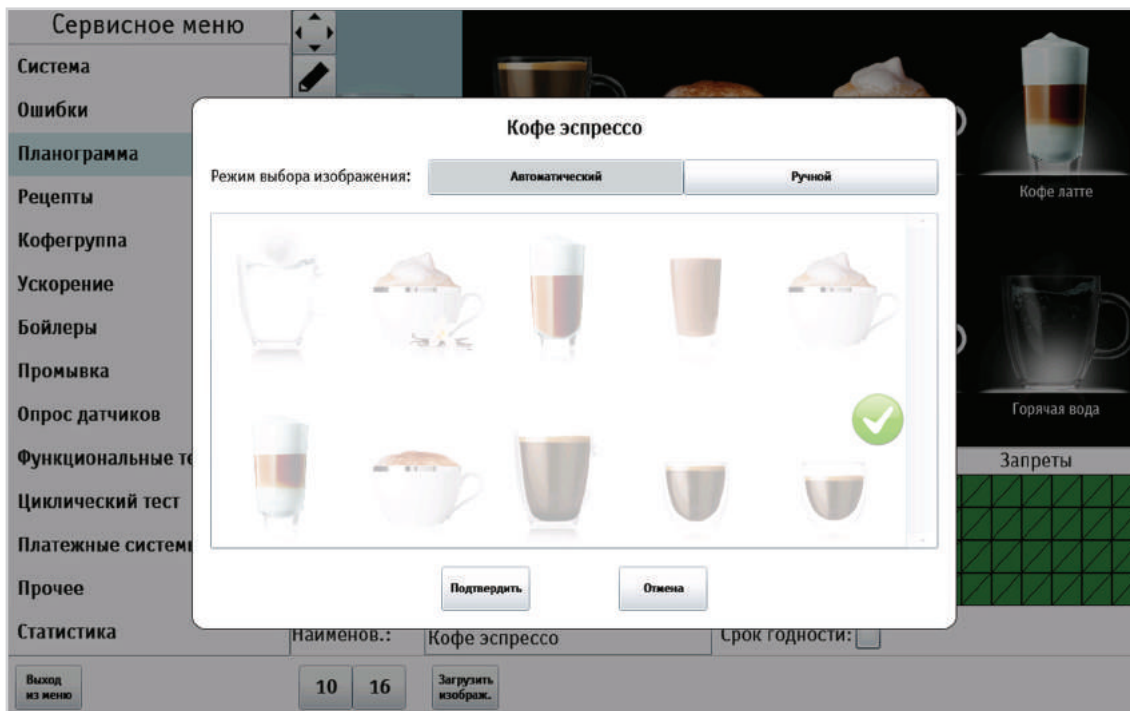 Сервисное меню
Система
Ошибки
Планограмма
Рецепты
Кофегруппа
Ускорение
Бойлеры
Промывка
Опрос датчиков
Функциональные
Циклический тест
Платежные
Прочее
Статистика
Выход
из меню
Кофе эспрессо
Режим выбора изображения:
Автоматический
Ручной
Подтвердить
Отмена
Кофе латте
Горячая вода
Запреты
Наименов.:
Кофе эспрессо
Срок годности:
10
16
Загрузить
изображ.